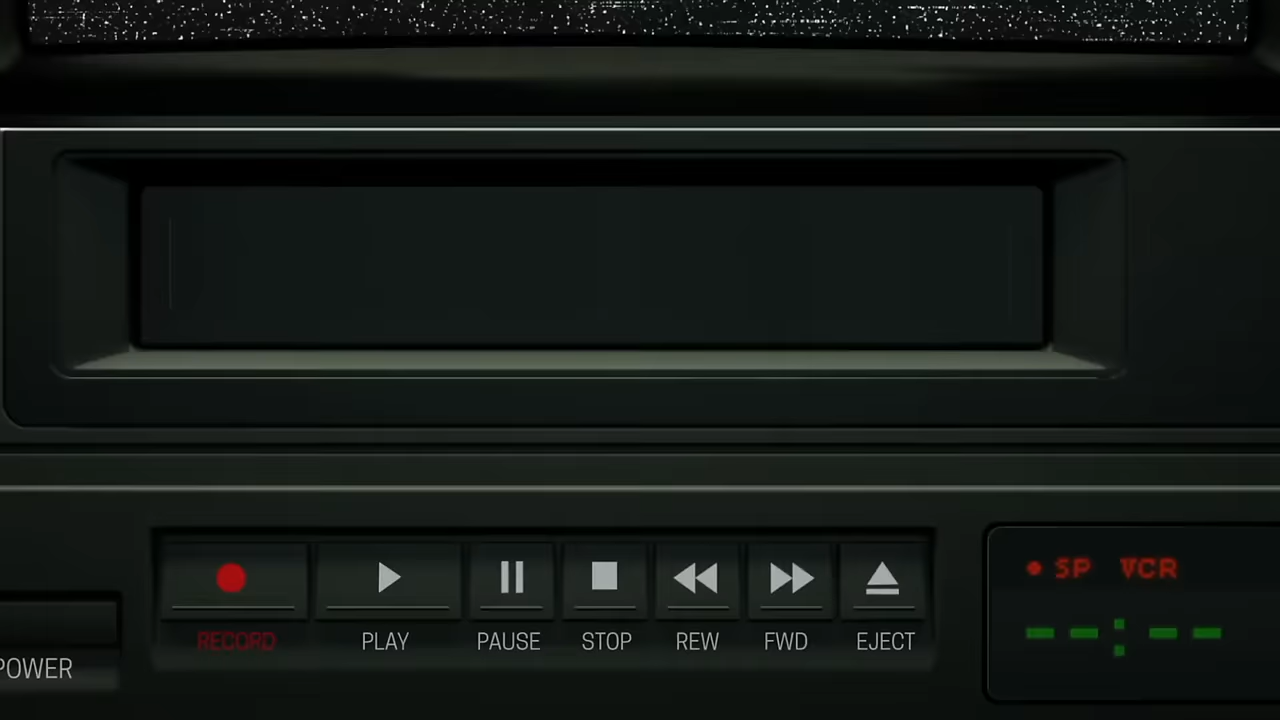 SP VCR
--:--
RECORD PLAY PAUSE STOP REW FWD EJECT
POWER